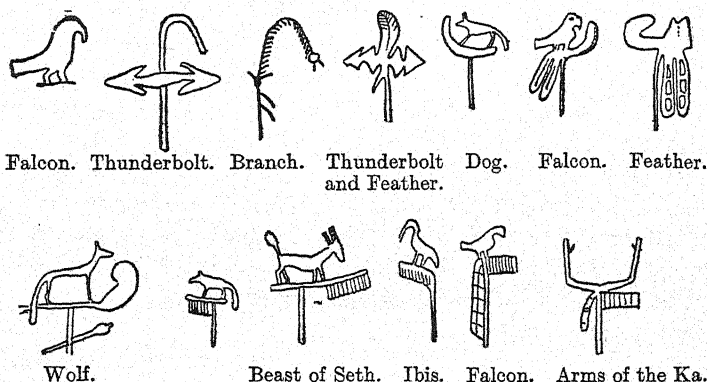 Falcon. Thunderbolt. Branch. Thunderbolt Dog. Falcon. Feather.
and Feather.
Wolf. Beast of Seth. Ibis. Falcon. Arms of the Ka.